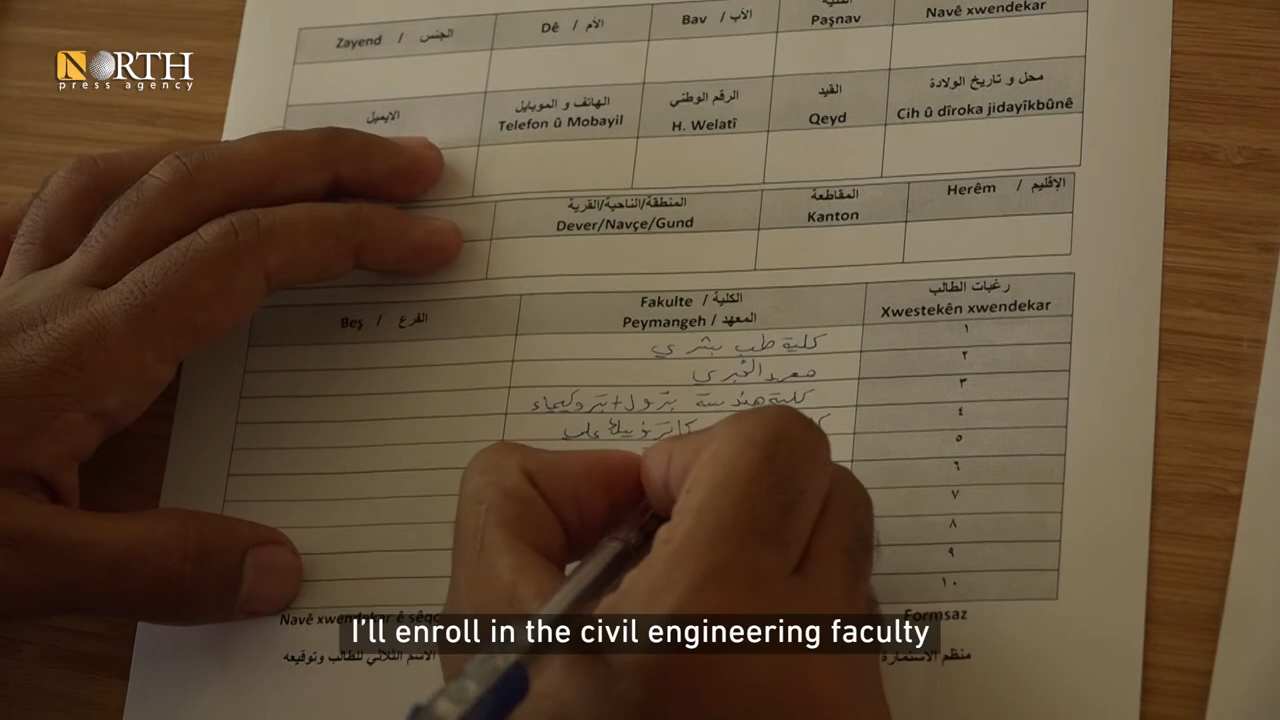 NORTH
press agency
Zayend / الجنس
Dê / الأم
Bav / الأب
Paşnav
Navê xwendekar
الايميل
الهاتف و الموبايل
Telefon û Mobayil
الرقم الوطني
H. Welatî
القيد
Qeyd
محل و تاريخ الولادة
Cih û dîroka jidayîkbûnê
المنطقة/الناحية/القرية
Dever/Navçe/Gund
المقاطعة
Kanton
Herêm / الإقليم
Beş / الفرع
Fakulte / الكلية
Peymangeh / المعهد
رغبات الطالب
Xwestekên xwendekar
كلية طب بشري ١
معهد المخبري ٢
كلية هندسة بترول+بتروكيماء ٣
٤
٥
٦
٧
٨
٩
١٠
Navê xwendekar ê sêqo
الاسم الثلاثي للطالب وتوقيعه
Formsaz
منظم الاستمارة
I'll enroll in the civil engineering faculty